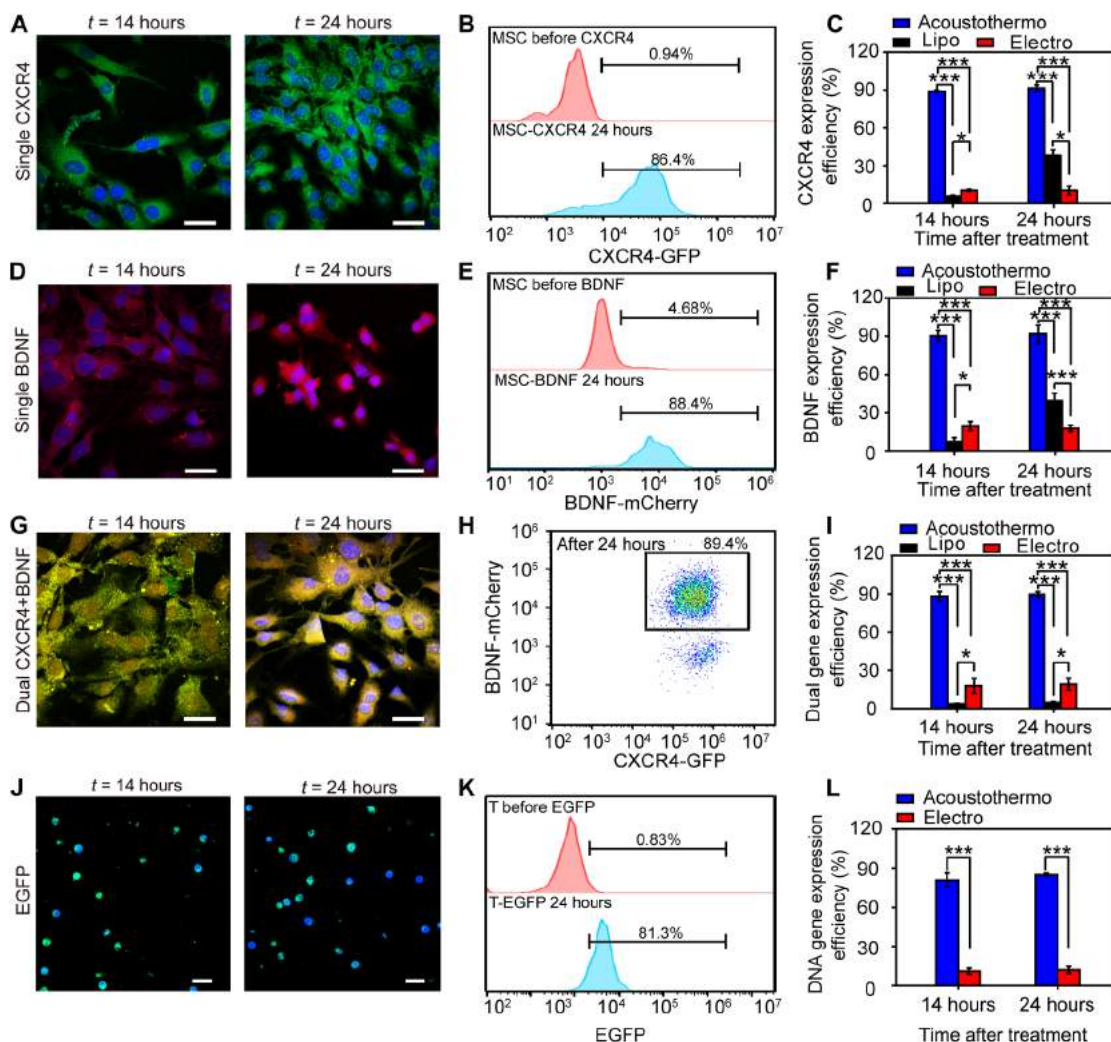 A
t = 14 hours
t = 24 hours
Single CXCR4
B
MSC before CXCR4
0.94%
MSC-CXCR4 24 hours
86.4%
10² 10³ 10⁴ 10⁵ 10⁶ 10⁷
CXCR4-GFP
C
Acoustothermo
Lipo
Electro
CXCR4 expression
efficiency (%)
120
90
60
30
0
***
***
*
***
***
*
14 hours
24 hours
Time after treatment
D
t = 14 hours
t = 24 hours
Single BDNF
E
MSC before BDNF
4.68%
MSC-BDNF 24 hours
88.4%
10¹ 10² 10³ 10⁴ 10⁵ 10⁶
BDNF-mCherry
F
Acoustothermo
Lipo
Electro
BDNF expression
efficiency (%)
120
90
60
30
0
***
***
*
***
***
***
14 hours
24 hours
Time after treatment
G
t = 14 hours
t = 24 hours
Dual CXCR4+BDNF
H
After 24 hours
89.4%
BDNF-mCherry
10⁶
10⁵
10⁴
10³
10²
10¹
10² 10³ 10⁴ 10⁵ 10⁶ 10⁷
CXCR4-GFP
I
Acoustothermo
Lipo
Electro
Dual gene expression
efficiency (%)
120
90
60
30
0
***
***
*
***
***
*
14 hours
24 hours
Time after treatment
J
t = 14 hours
t = 24 hours
EGFP
K
T before EGFP
0.83%
T-EGFP 24 hours
81.3%
10² 10³ 10⁴ 10⁵ 10⁶ 10⁷
EGFP
L
Acoustothermo
Electro
DNA gene expression
efficiency (%)
120
90
60
30
0
***
***
14 hours
24 hours
Time after treatment